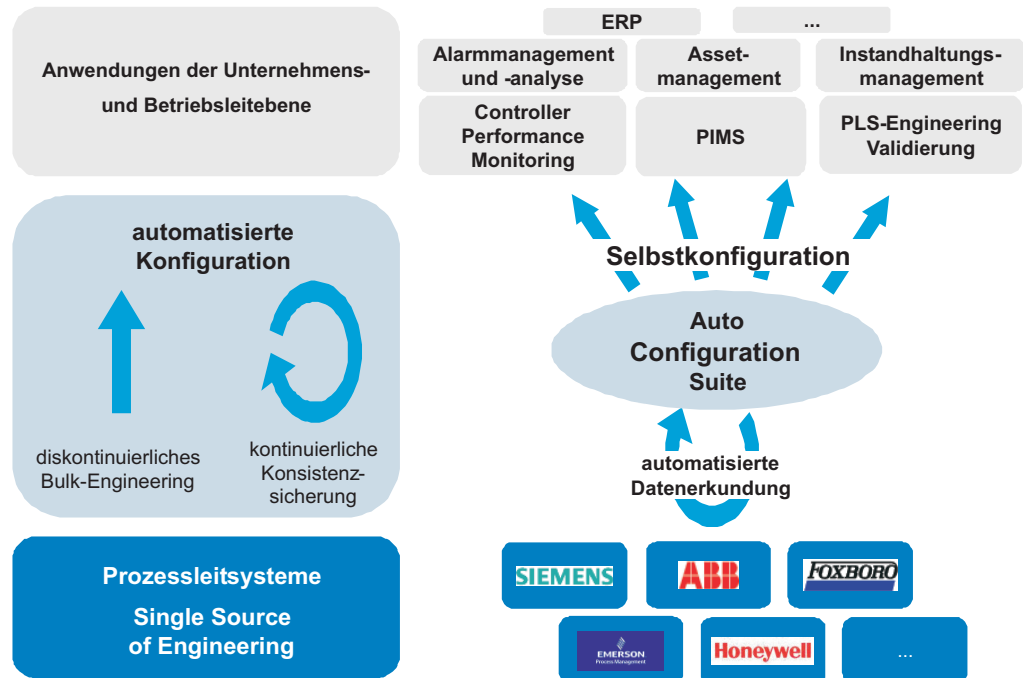 Anwendungen der Unternehmens-
und Betriebsleitebene
ERP
...
Alarmmanagement
und -analyse
Asset-
management
Instandhaltungs-
management
Controller
Performance
Monitoring
PIMS
PLS-Engineering
Validierung
automatisierte
Konfiguration
diskontinuierliches
Bulk-Engineering
kontinuierliche
Konsistenz-
sicherung
Selbstkonfiguration
Auto
Configuration
Suite
automatisierte
Datenerkundung
Prozessleitsysteme
Single Source
of Engineering
SIEMENS
ABB
FOXBORO
EMERSON
Process Management
Honeywell
...